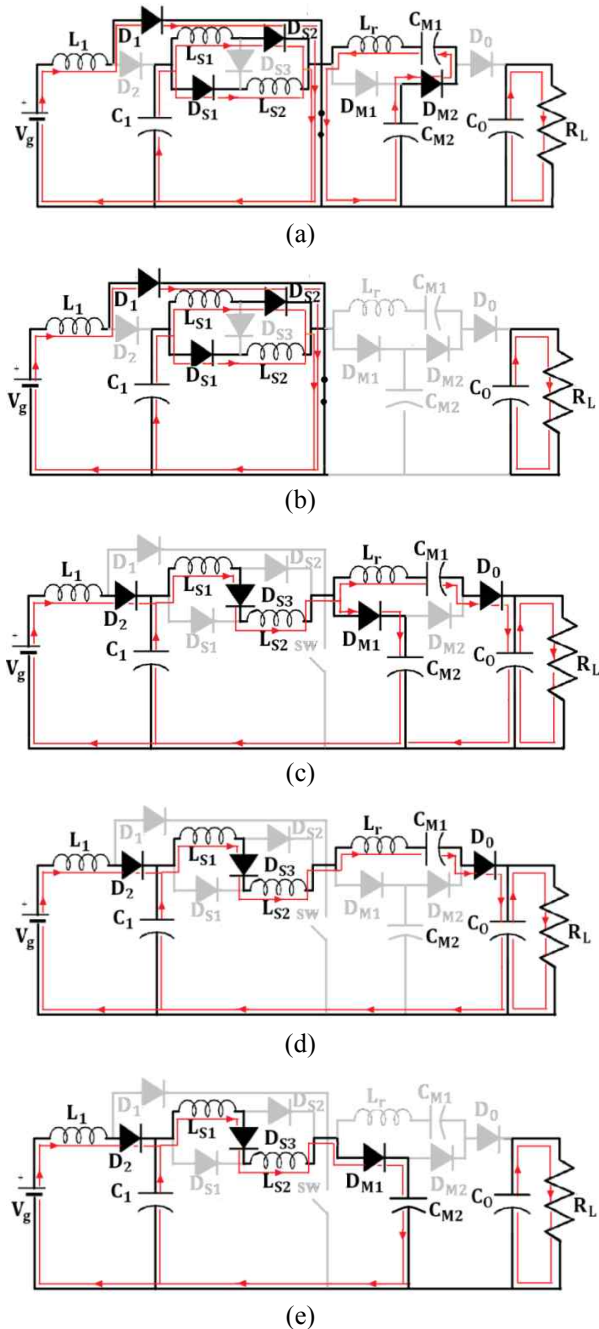 D1 DS2
L1 LS1 Lr CM1 D0
D2 DS3
DM1 DM2
C1 DS1 LS2 CM2 CO RL
+
Vg
(a)
D1 DS2
L1 LS1 Lr CM1 D0
D2 DS3
DM1 DM2
DS1 LS2
C1 CM2 CO RL
+
Vg
(b)
D1 DS2
L1 LS1 Lr CM1 D0
D2 DS3
DS1 LS2 DM1 DM2
C1 SW CM2 CO RL
+
Vg
(c)
D1 DS2
L1 LS1 Lr CM1 D0
D2 DS3
DS1 LS2 DM1 DM2
C1 SW CM2 CO RL
+
Vg
(d)
D1 DS2
L1 LS1 Lr CM1 D0
D2 DS3
DS1 LS2 DM1 DM2
C1 SW CM2 CO RL
+
Vg
(e)